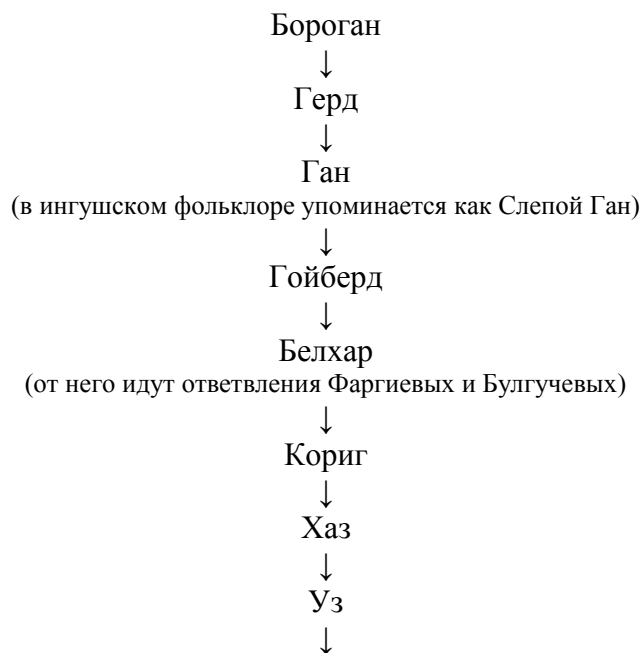 Бороган
↓
Герд
↓
Ган
(в ингушском фольклоре упоминается как Слепой Ган)
↓
Гойберд
↓
Белхар
(от него идут ответвления Фаргиевых и Булгучевых)
↓
Кориг
↓
Хаз
↓
Уз
↓